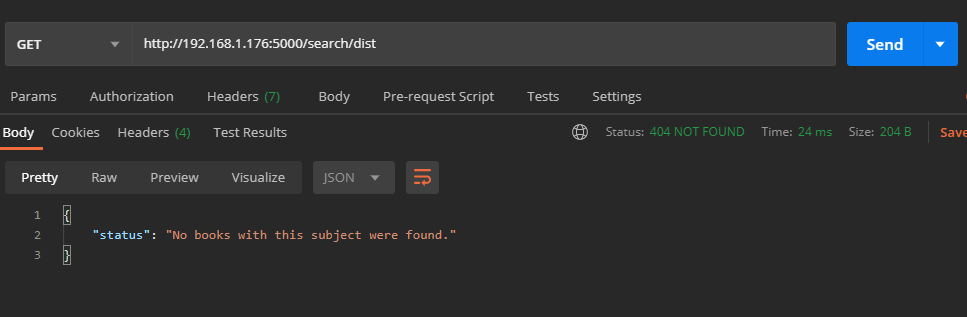 GET http://192.168.1.176:5000/search/dist Send
Params Authorization Headers (7) Body Pre-request Script Tests Settings
Body Cookies Headers (4) Test Results Status: 404 NOT FOUND Time: 24 ms Size: 204 B Save
Pretty Raw Preview Visualize JSON
1 {
2 "status": "No books with this subject were found."
3 }